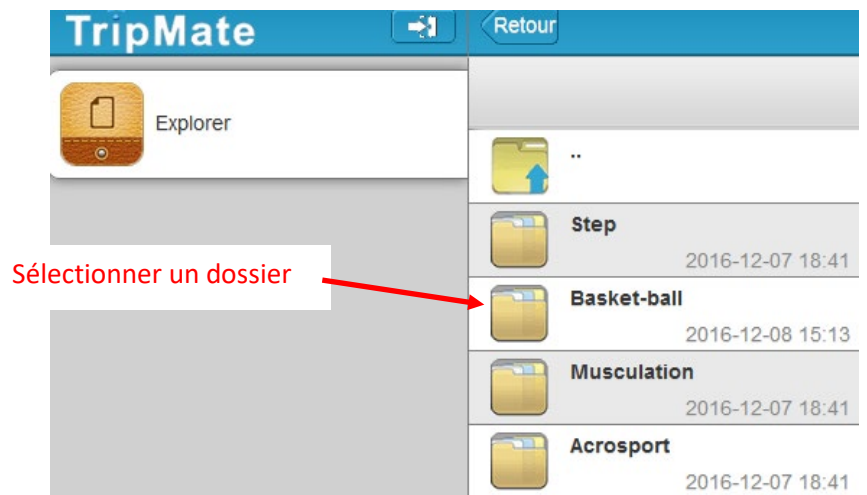 TripMate
Retour
Explorer
..
Step
2016-12-07 18:41
Sélectionner un dossier
Basket-ball
2016-12-08 15:13
Musculation
2016-12-07 18:41
Acrosport
2016-12-07 18:41